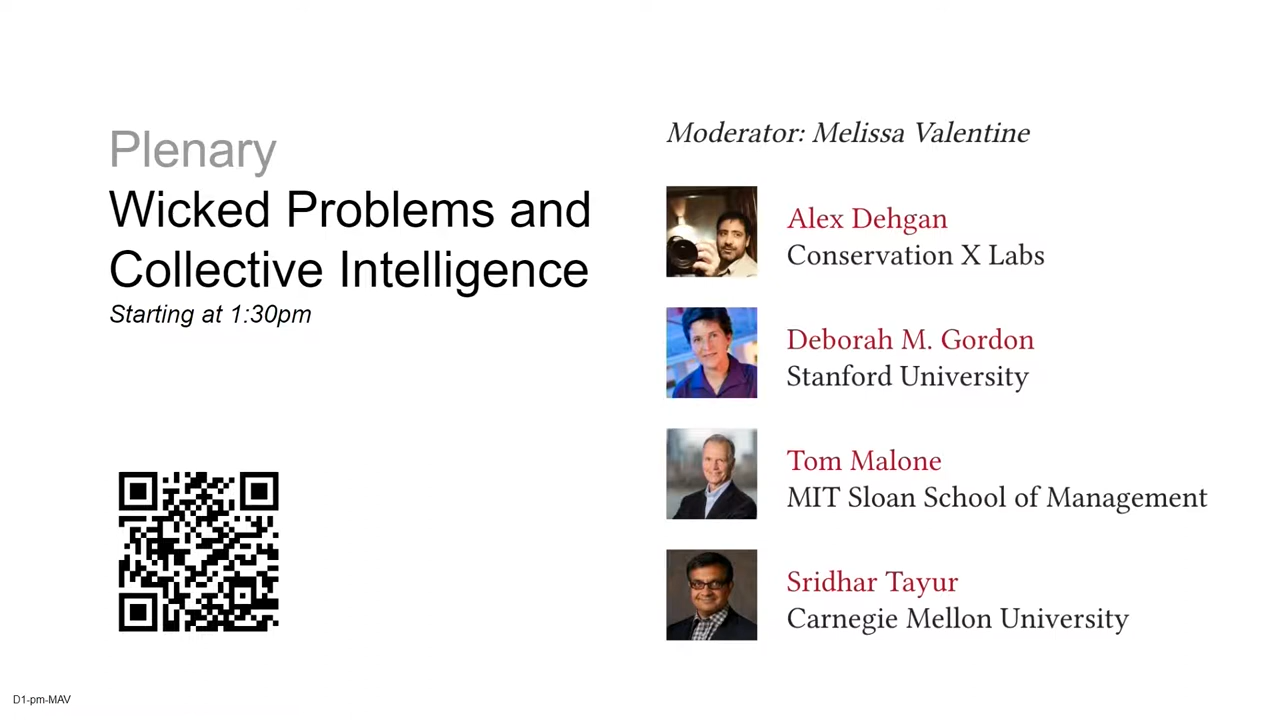 Plenary
Wicked Problems and
Collective Intelligence
Starting at 1:30pm
Moderator: Melissa Valentine
Alex Dehgan
Conservation X Labs
Deborah M. Gordon
Stanford University
Tom Malone
MIT Sloan School of Management
Sridhar Tayur
Carnegie Mellon University
D1-pm-MAV